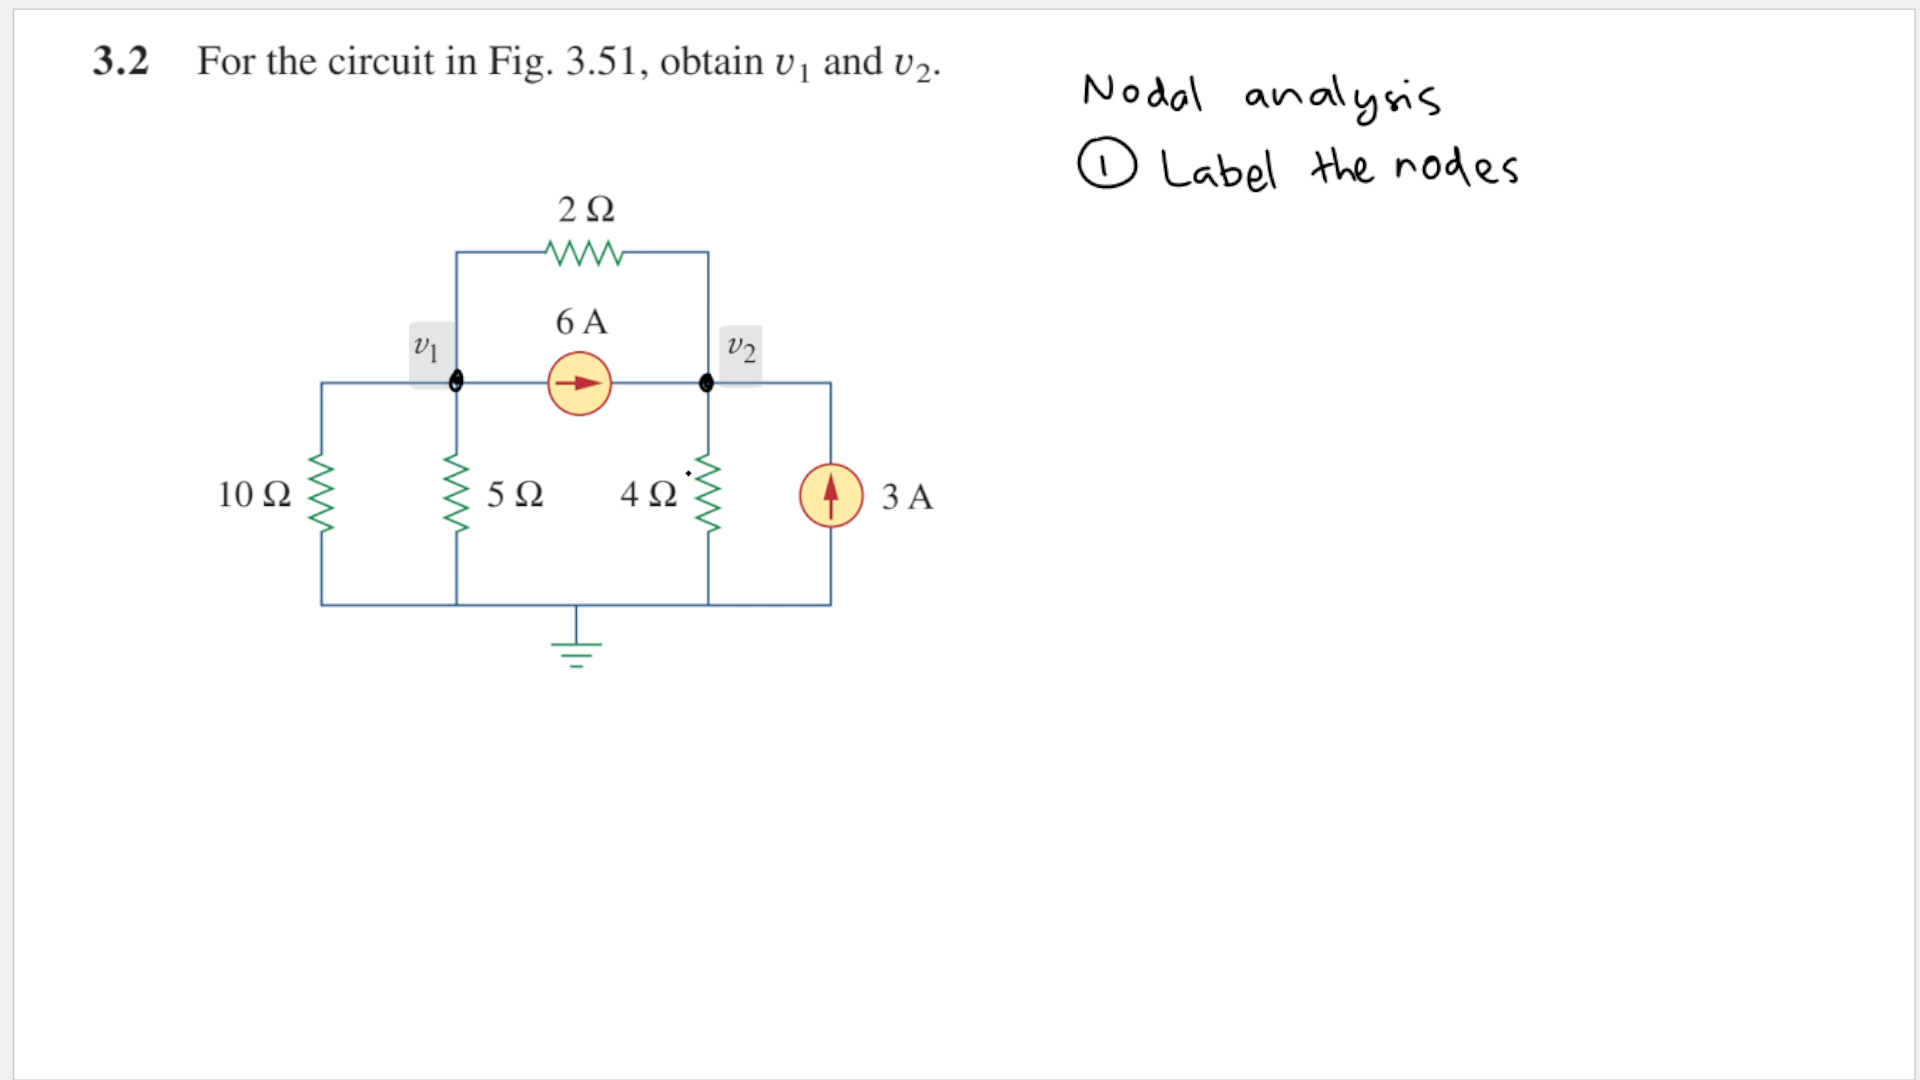 3.2 For the circuit in Fig. 3.51, obtain v₁ and v₂.
Nodal analysis
① Label the nodes
2 Ω
6 A
v₁
v₂
10 Ω
5 Ω
4 Ω
3 A